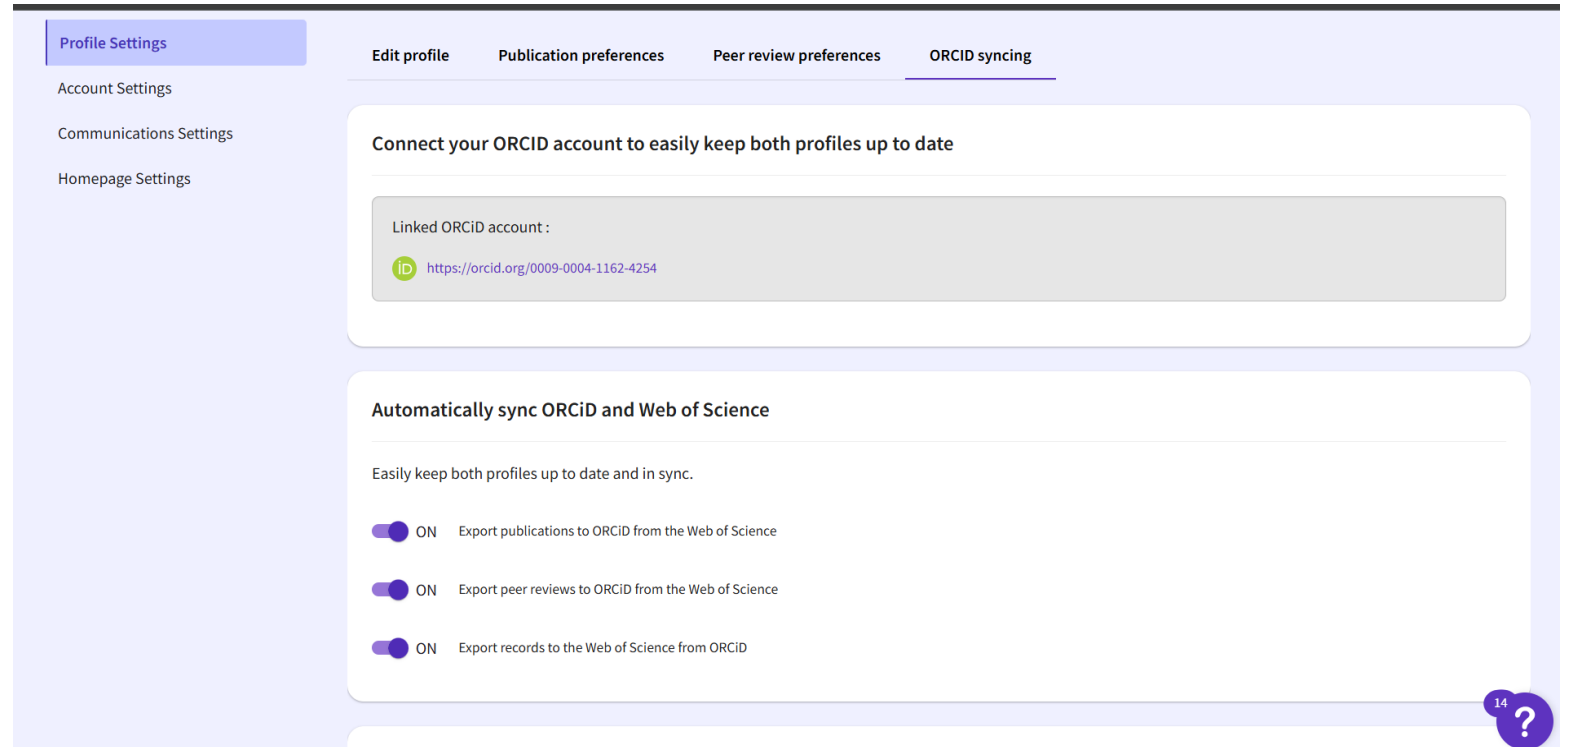 Profile Settings
Account Settings
Communications Settings
Homepage Settings
Edit profile
Publication preferences
Peer review preferences
ORCID syncing
Connect your ORCID account to easily keep both profiles up to date
Linked ORCiD account :
iD
https://orcid.org/0009-0004-1162-4254
Automatically sync ORCiD and Web of Science
Easily keep both profiles up to date and in sync.
ON Export publications to ORCiD from the Web of Science
ON Export peer reviews to ORCiD from the Web of Science
ON Export records to the Web of Science from ORCiD
14
?